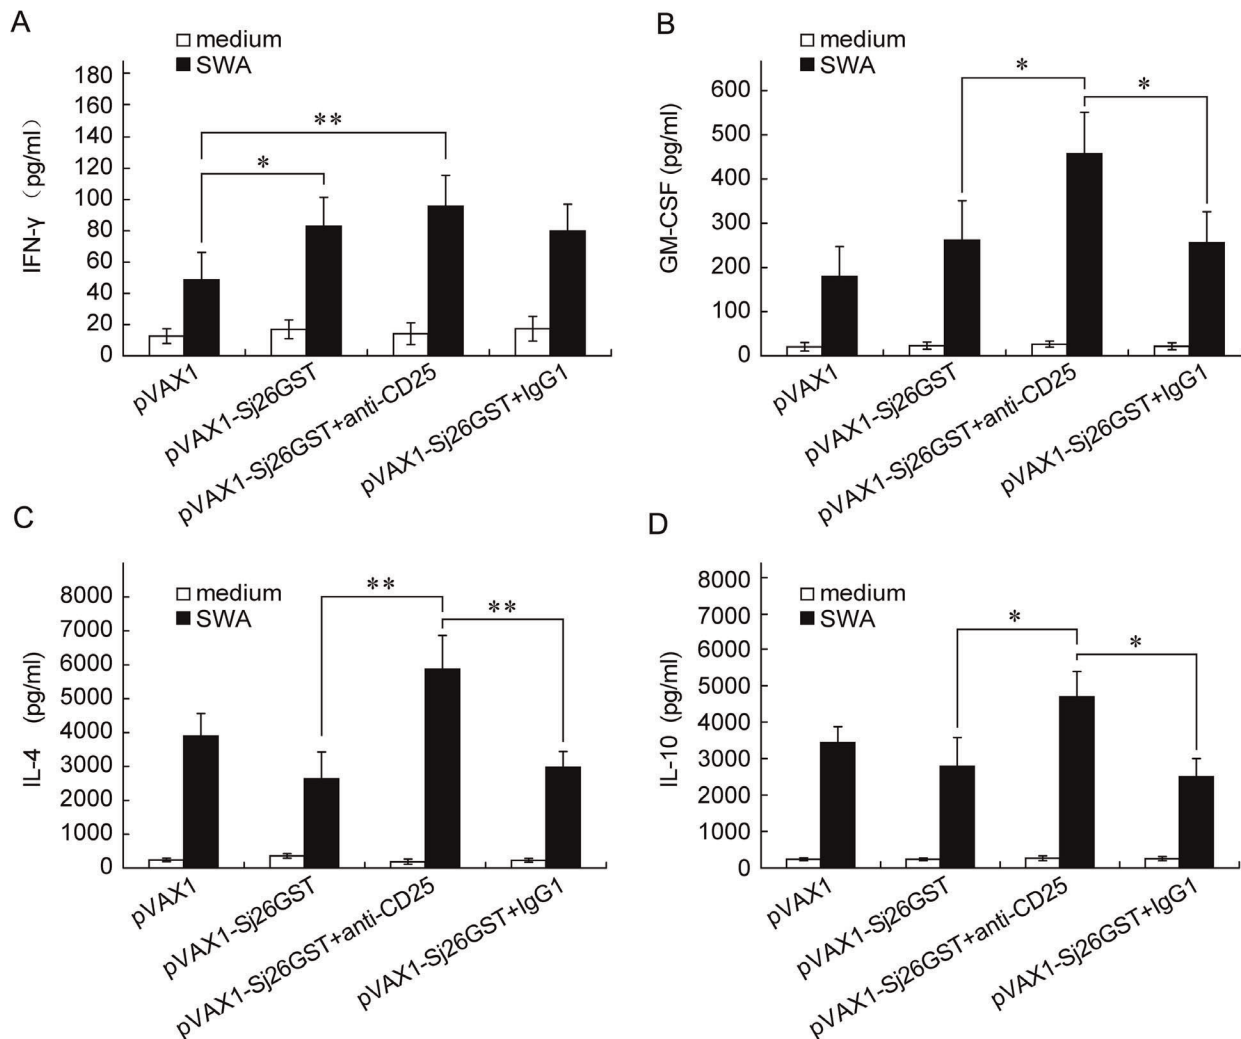 A
medium
SWA
IFN-γ （pg/ml）
180
160
140
120
100
80
60
40
20
0
*
**
pVAX1
pVAX1-Sj26GST
pVAX1-Sj26GST+anti-CD25
pVAX1-Sj26GST+IgG1
B
medium
SWA
GM-CSF (pg/ml)
600
500
400
300
200
100
0
*
*
pVAX1
pVAX1-Sj26GST
pVAX1-Sj26GST+anti-CD25
pVAX1-Sj26GST+IgG1
C
medium
SWA
IL-4 (pg/ml)
8000
7000
6000
5000
4000
3000
2000
1000
0
**
**
pVAX1
pVAX1-Sj26GST
pVAX1-Sj26GST+anti-CD25
pVAX1-Sj26GST+IgG1
D
medium
SWA
IL-10 (pg/ml)
8000
7000
6000
5000
4000
3000
2000
1000
0
*
*
pVAX1
pVAX1-Sj26GST
pVAX1-Sj26GST+anti-CD25
pVAX1-Sj26GST+IgG1